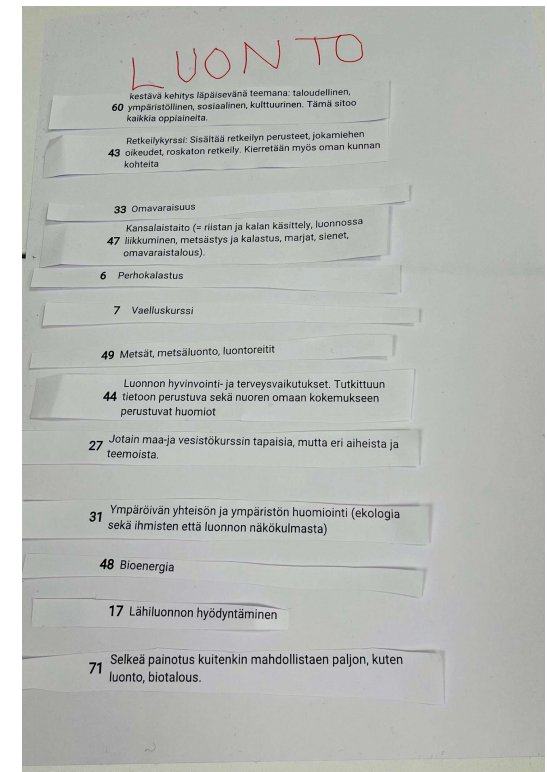 LUONTO
kestävä kehitys läpäisevänä teemana: taloudellinen,
60 ympäristöllinen, sosiaalinen, kulttuurinen. Tämä sitoo
kaikkia oppiaineita.
Retkeilykyrssi: Sisältää retkeilyn perusteet, jokamiehen
43 oikeudet, roskaton retkeily. Kierretään myös oman kunnan
kohteita
33 Omavaraisuus
Kansalaistaito (= riistan ja kalan käsittely, luonnossa
47 liikkuminen, metsästys ja kalastus, marjat, sienet,
omavaraistalous).
6 Perhokalastus
7 Vaelluskurssi
49 Metsät, metsäluonto, luontoreitit
Luonnon hyvinvointi- ja terveysvaikutukset. Tutkittuun
44 tietoon perustuva sekä nuoren omaan kokemukseen
perustuvat huomiot
27 Jotain maa-ja vesistökurssin tapaisia, mutta eri aiheista ja
teemoista.
31 Ympäröivän yhteisön ja ympäristön huomiointi (ekologia
sekä ihmisten että luonnon näkökulmasta)
48 Bioenergia
17 Lähiluonnon hyödyntäminen
71 Selkeä painotus kuitenkin mahdollistaen paljon, kuten
luonto, biotalous.